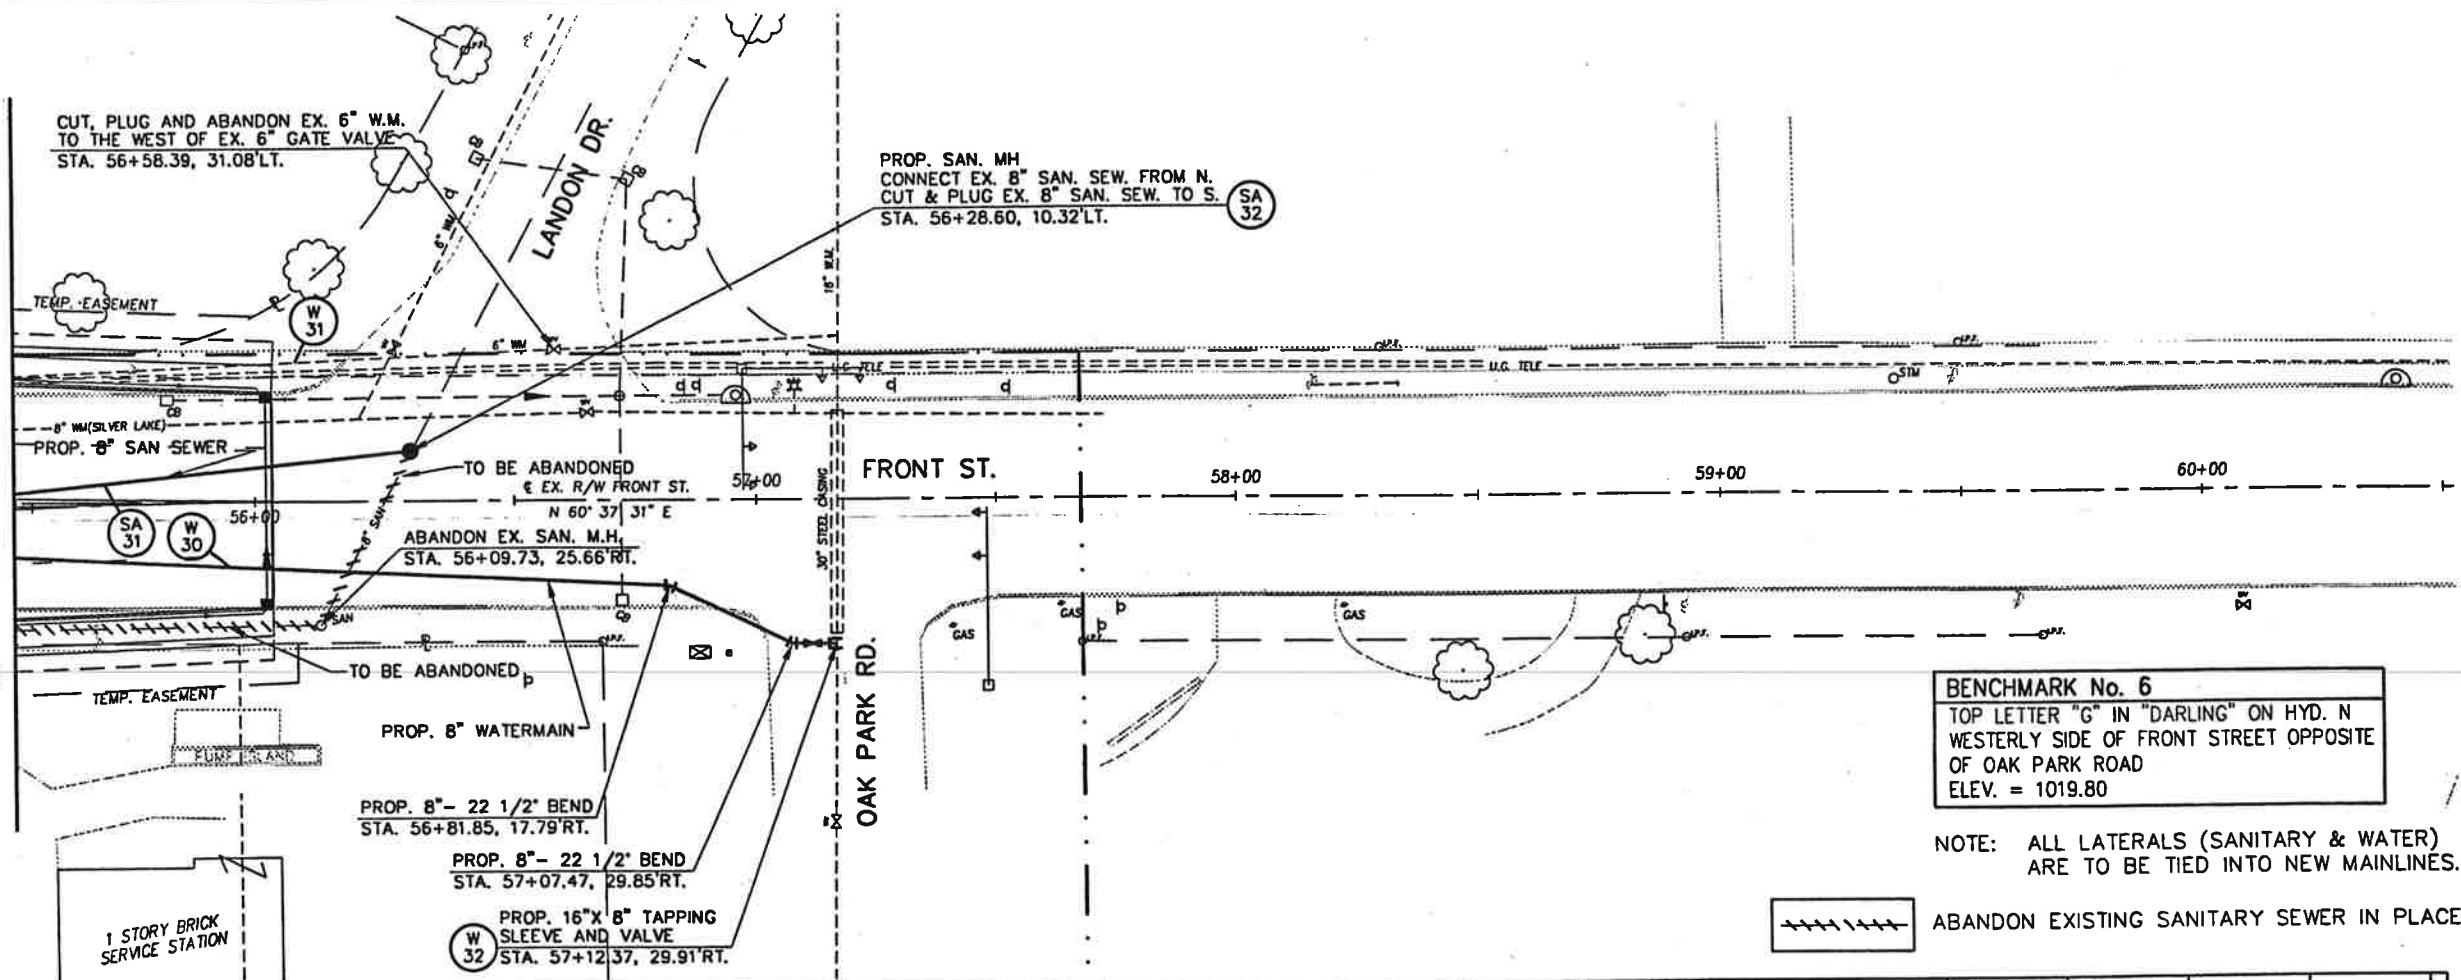 CUT, PLUG AND ABANDON EX. 6" W.M.
TO THE WEST OF EX. 6" GATE VALVE
STA. 56+58.39, 31.08'LT.
LANDON DR.
6" WM
PROP. SAN. MH
CONNECT EX. 8" SAN. SEW. FROM N.
CUT & PLUG EX. 8" SAN. SEW. TO S.
STA. 56+28.60, 10.32'LT.
SA
32
16" W.M.
TEMP. EASEMENT
W
31
6" WM
U.G. TELE
U.G. TELE
I.P.F.
I.P.F.
STM
CB
8" WM(SILVER LAKE)
PROP. 8" SAN SEWER
TO BE ABANDONED
℄ EX. R/W FRONT ST.
N 60° 37' 31" E
FRONT ST.
56+00
57+00
58+00
59+00
60+00
30" STEEL CASING
8" SAN
SA
31
W
30
ABANDON EX. SAN. M.H.
STA. 56+09.73, 25.66'RT.
SAN
CB
GAS
GAS
GAS
I.P.F.
I.P.F.
I.P.F.
I.P.F.
TO BE ABANDONED
TEMP. EASEMENT
PROP. 8" WATERMAIN
OAK PARK RD.
PUMP ISLAND
PROP. 8"- 22 1/2° BEND
STA. 56+81.85, 17.79'RT.
PROP. 8"- 22 1/2° BEND
STA. 57+07.47, 29.85'RT.
W
32
PROP. 16"X 8" TAPPING
SLEEVE AND VALVE
STA. 57+12.37, 29.91'RT.
1 STORY BRICK
SERVICE STATION
BENCHMARK No. 6
TOP LETTER "G" IN "DARLING" ON HYD. N
WESTERLY SIDE OF FRONT STREET OPPOSITE
OF OAK PARK ROAD
ELEV. = 1019.80
NOTE: ALL LATERALS (SANITARY & WATER)
ARE TO BE TIED INTO NEW MAINLINES.
ABANDON EXISTING SANITARY SEWER IN PLACE